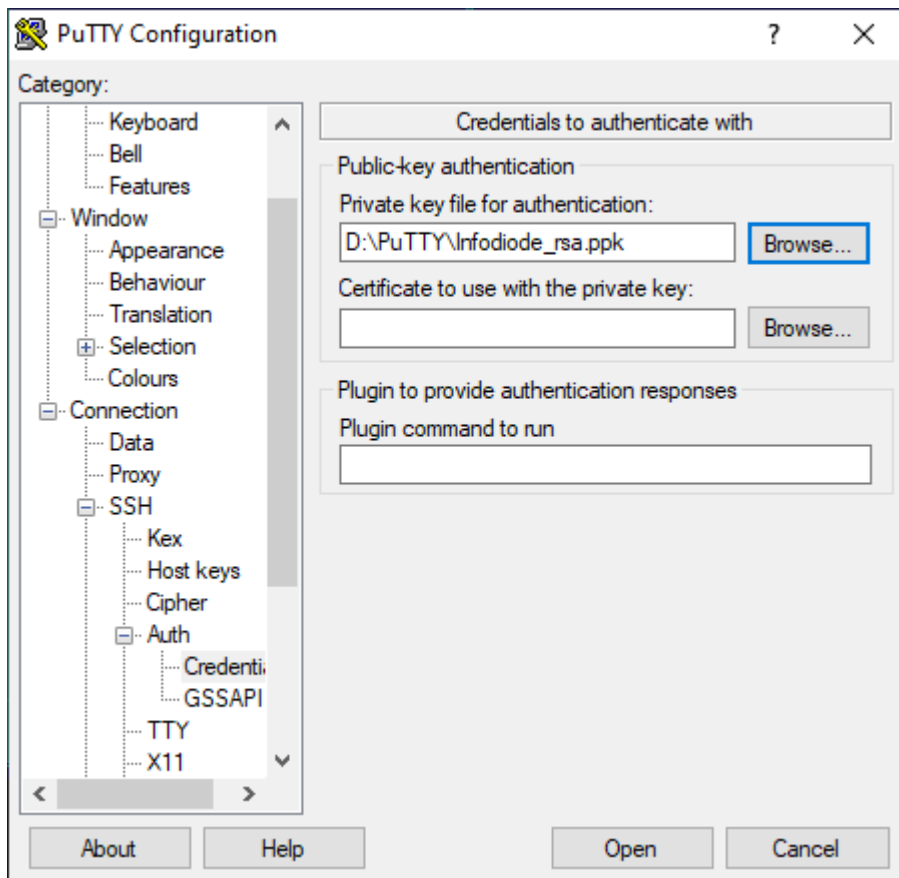 PuTTY Configuration
?
Category:
Keyboard
Bell
Features
Window
Appearance
Behaviour
Translation
Selection
Colours
Connection
Data
Proxy
SSH
Kex
Host keys
Cipher
Auth
Credentia
GSSAPI
TTY
X11
Credentials to authenticate with
Public-key authentication
Private key file for authentication:
D:\PuTTY\Infodiode_rsa.ppk
Browse...
Certificate to use with the private key:
Browse...
Plugin to provide authentication responses
Plugin command to run
About
Help
Open
Cancel